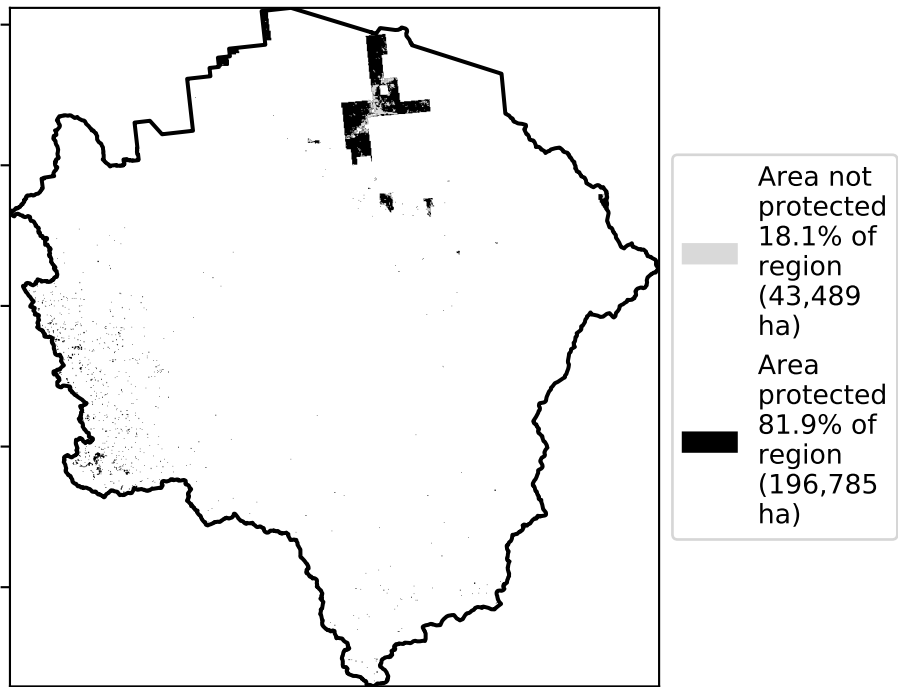 Area not
protected
18.1% of
region
(43,489
ha)
Area
protected
81.9% of
region
(196,785
ha)